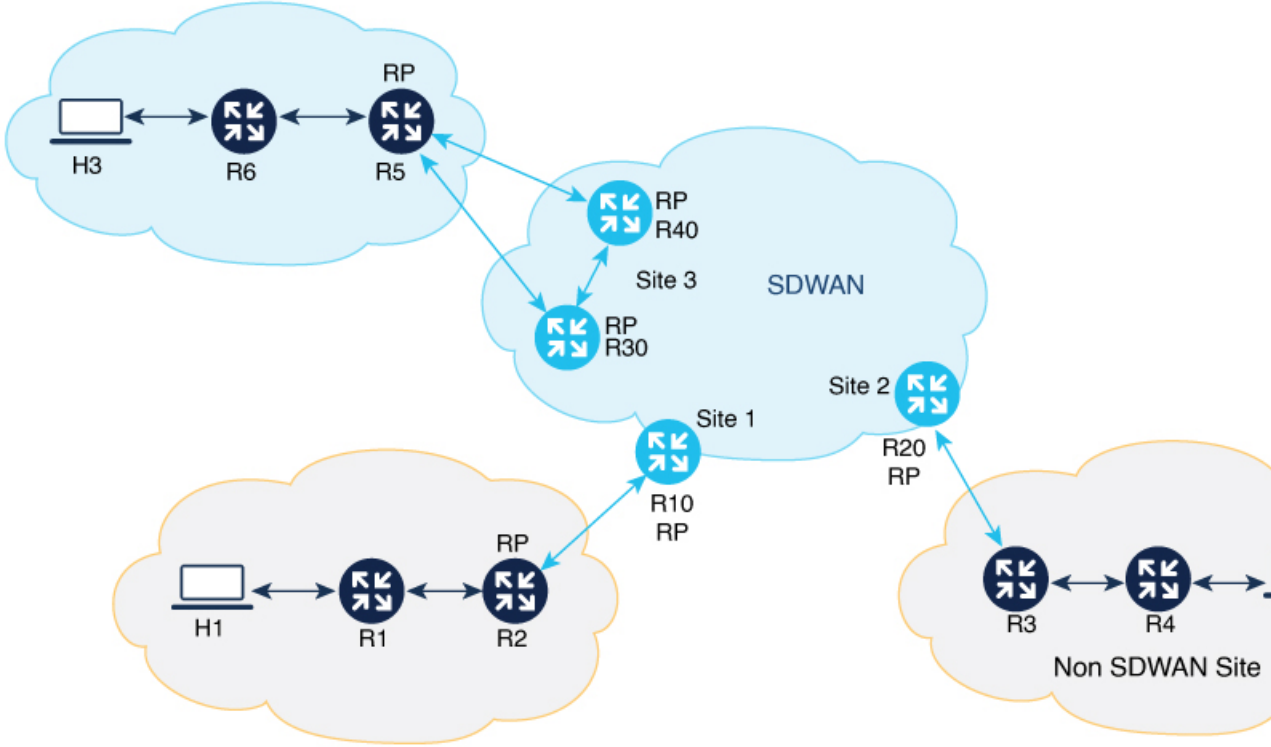 RP
H3
R6
R5
RP
R40
Site 3
SDWAN
RP
R30
Site 2
Site 1
R20
RP
R10
RP
RP
H1
R1
R2
R3
R4
Non SDWAN Site